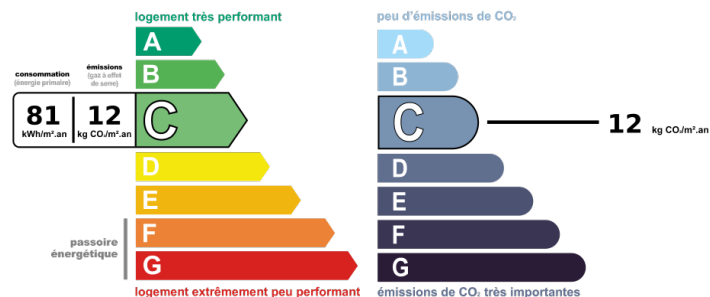 logement très performant
consommation
(énergie primaire)
émissions
(gaz à effet
de serre)
81
kWh/m².an
12
kg CO₂/m².an
A
B
C
D
E
F
G
passoire
énergétique
logement extrêmement peu performant
peu d'émissions de CO₂
A
B
C
D
E
F
G
12
kg CO₂/m².an
émissions de CO₂ très importantes